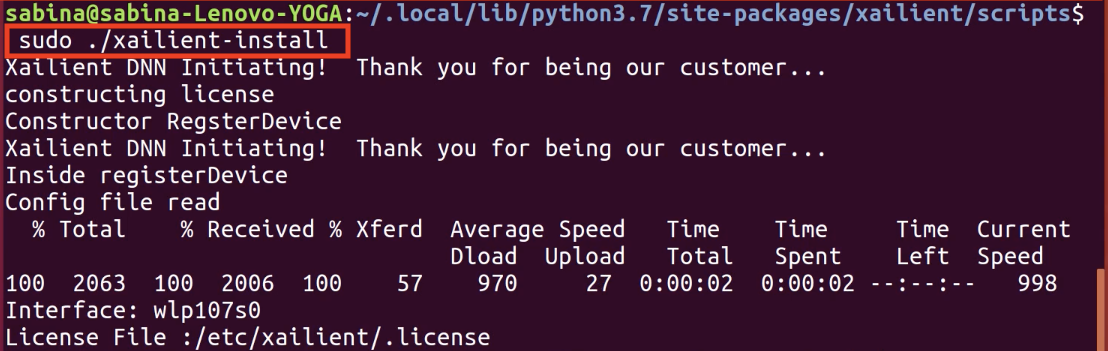 sabina@sabina-Lenovo-YOGA:~/.local/lib/python3.7/site-packages/xailient/scripts$
sudo ./xailient-install
Xailient DNN Initiating!  Thank you for being our customer...
constructing license
Constructor RegsterDevice
Xailient DNN Initiating!  Thank you for being our customer...
Inside registerDevice
Config file read
  % Total    % Received % Xferd  Average Speed   Time    Time     Time  Current
                                 Dload  Upload   Total   Spent    Left  Speed
100  2063  100  2006  100    57    970     27  0:00:02  0:00:02 --:--:--   998
Interface: wlp107s0
License File :/etc/xailient/.license